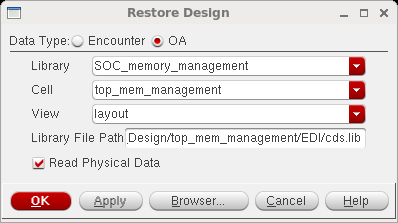 Restore Design
Data Type: Encounter OA
Library SOC_memory_management
Cell top_mem_management
View layout
Library File Path Design/top_mem_management/EDI/cds.lib
Read Physical Data
OK Apply Browser... Cancel Help